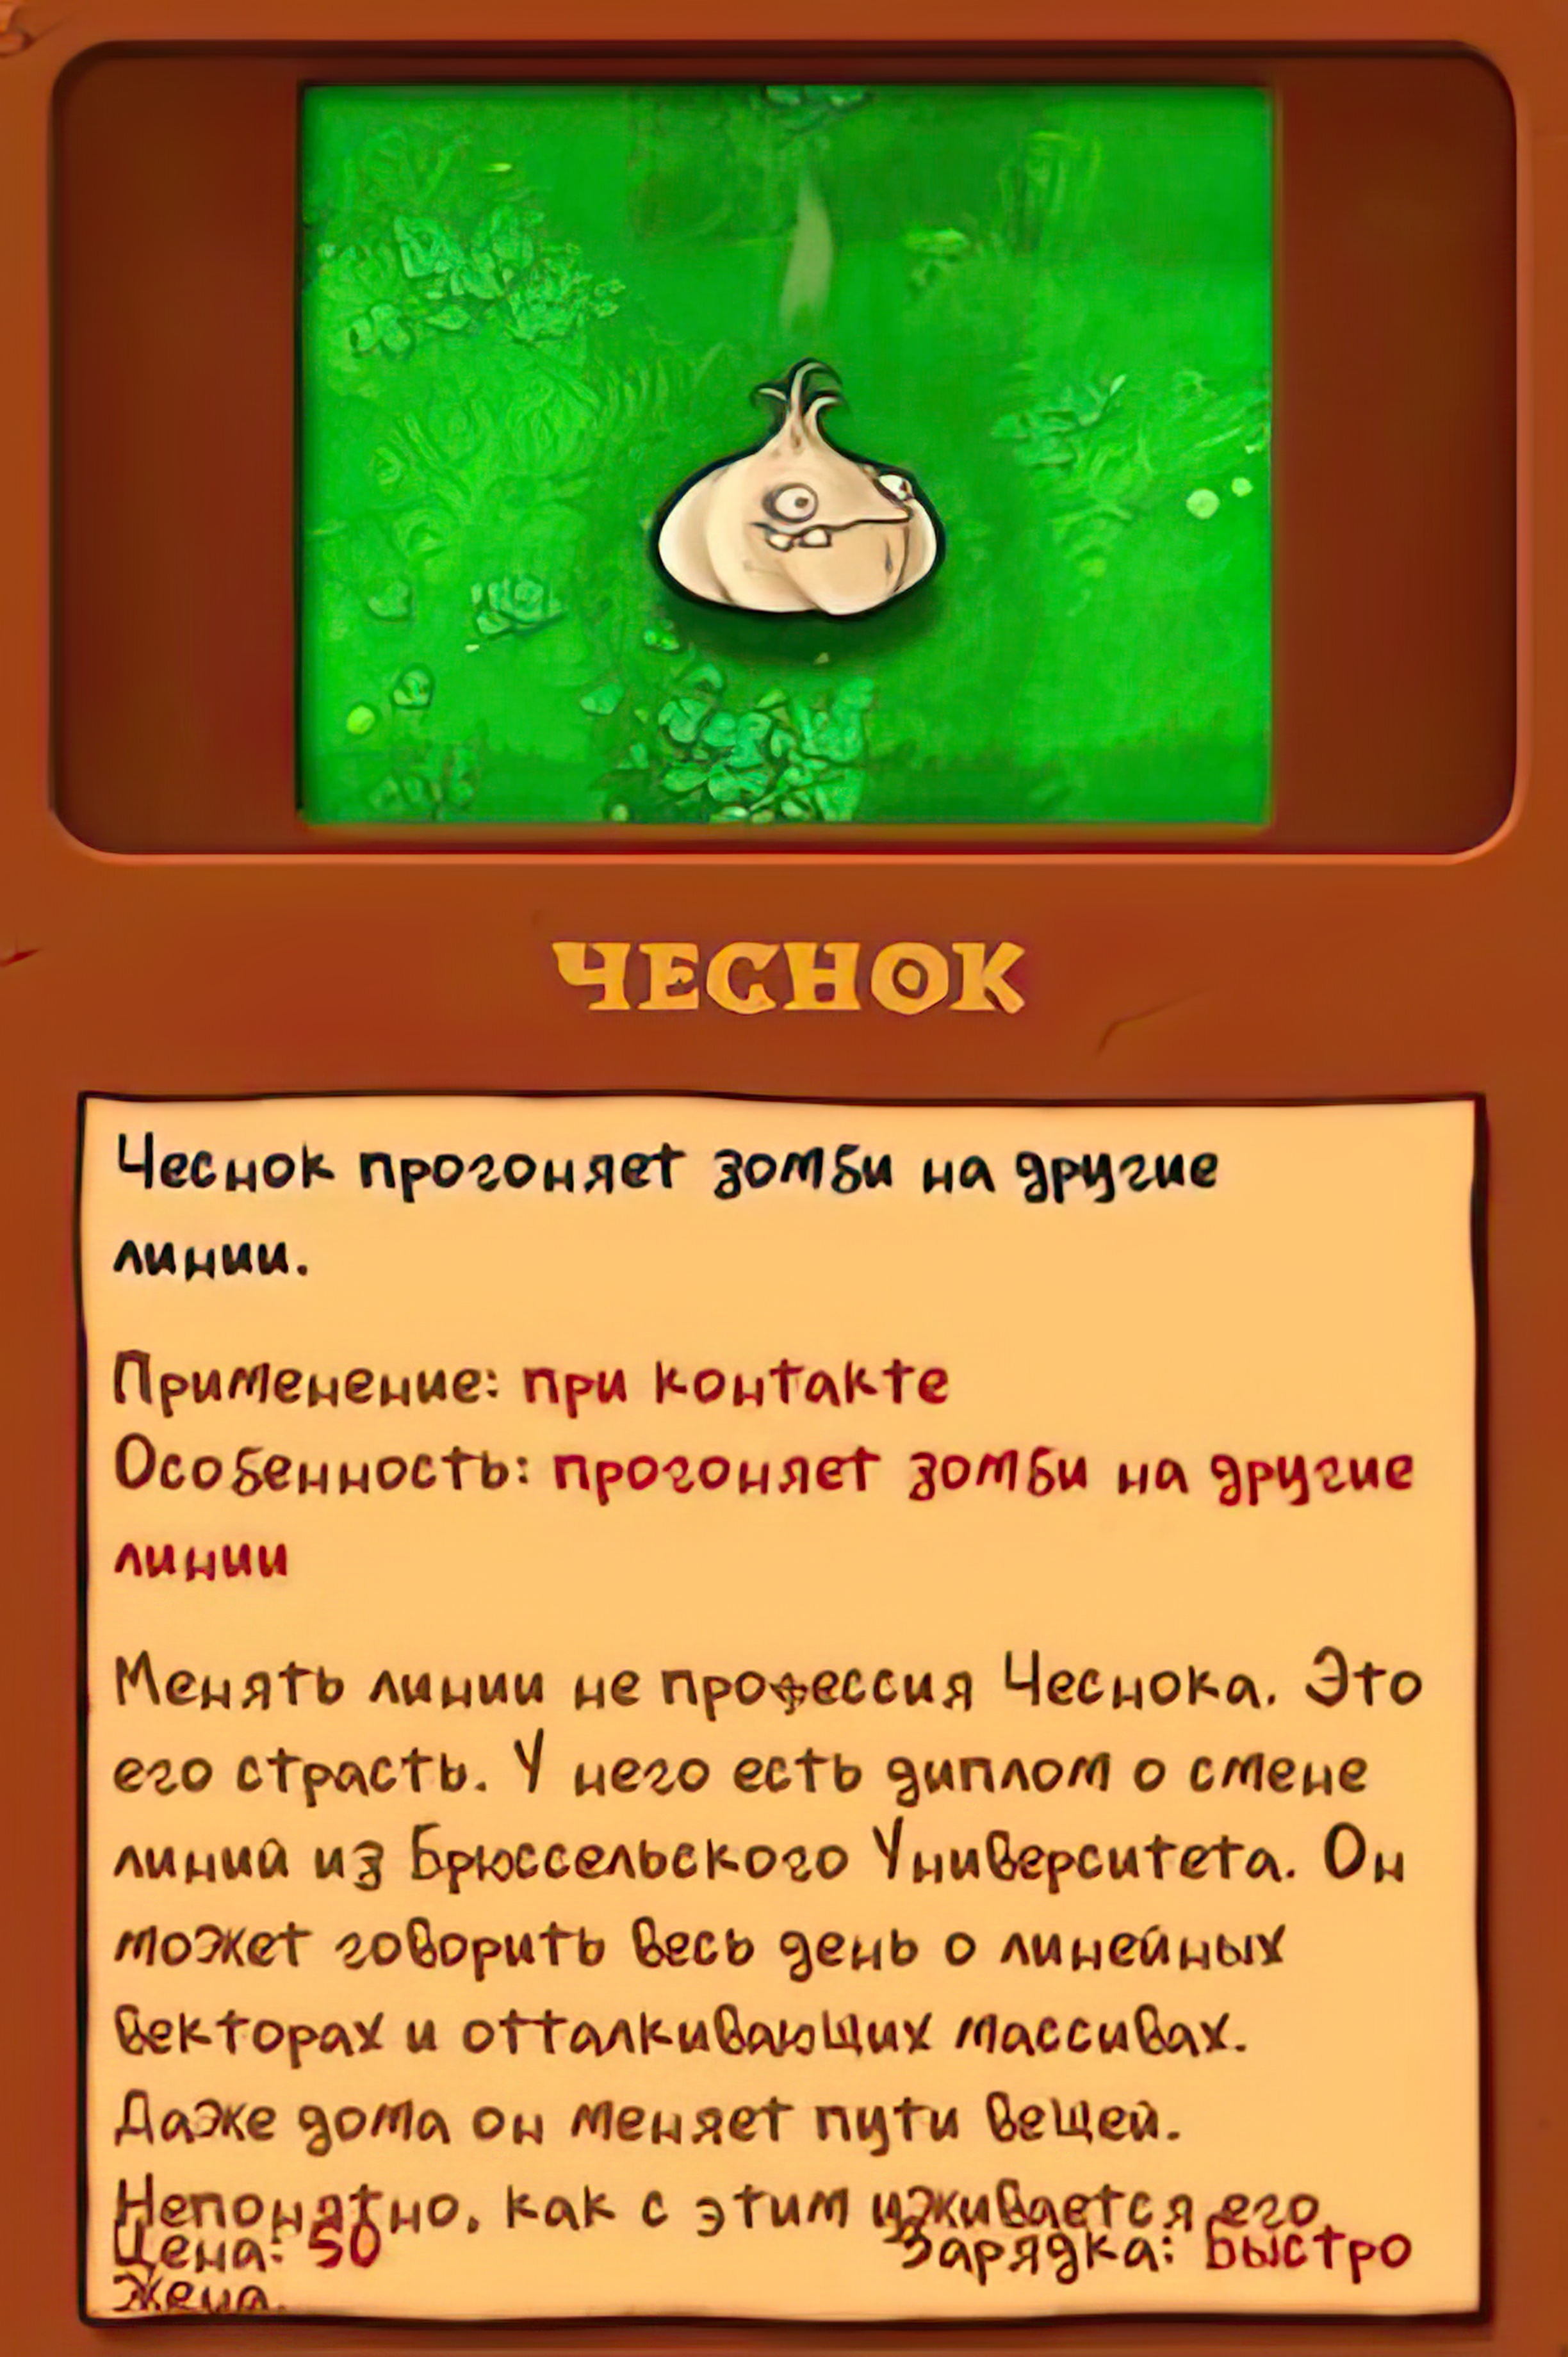 ЧЕСНОК
Чеснок прогоняет зомби на другие
линии.
Применение: при контакте
Особенность: прогоняет зомби на другие
линии
Менять линии не профессия Чеснока. Это
его страсть. У него есть диплом о смене
линий из Брюссельского Университета. Он
может говорить весь день о линейных
векторах и отталкивающих массивах.
Даже дома он меняет пути вещей.
Непонятно, как с этим уживается его
Цена: 50 Зарядка: быстро
жена.